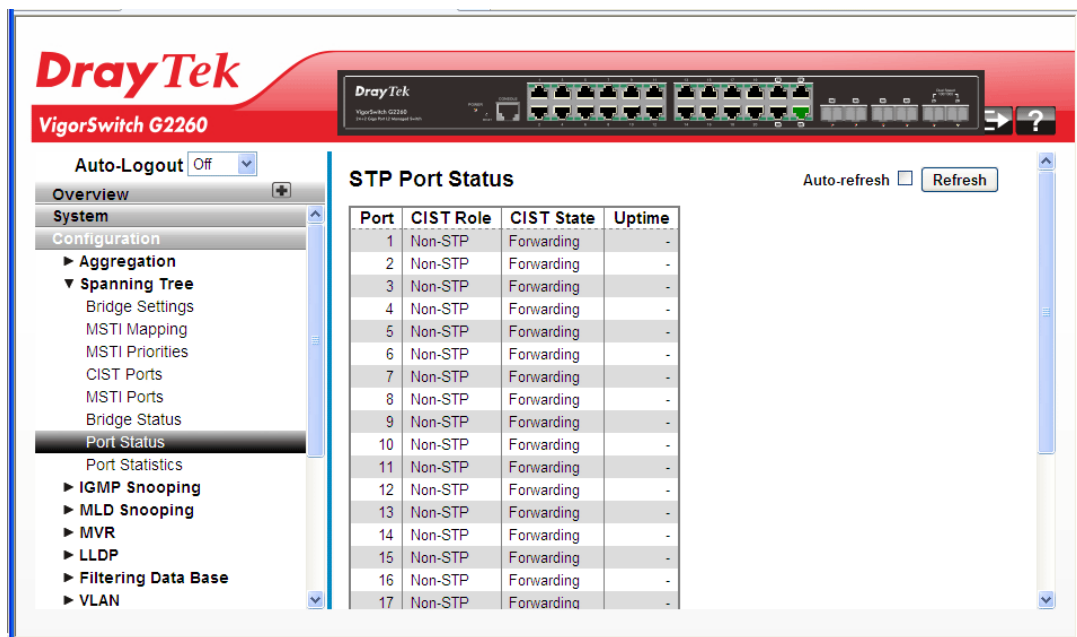 DrayTek
VigorSwitch G2260
DrayTek
VigorSwitch G2260
CONSOLE
POWER
?
Auto-Logout Off
Overview
System
Configuration
Aggregation
Spanning Tree
Bridge Settings
MSTI Mapping
MSTI Priorities
CIST Ports
MSTI Ports
Bridge Status
Port Status
Port Statistics
IGMP Snooping
MLD Snooping
MVR
LLDP
Filtering Data Base
VLAN
STP Port Status
Auto-refresh Refresh
Port CIST Role CIST State Uptime
1 Non-STP Forwarding -
2 Non-STP Forwarding -
3 Non-STP Forwarding -
4 Non-STP Forwarding -
5 Non-STP Forwarding -
6 Non-STP Forwarding -
7 Non-STP Forwarding -
8 Non-STP Forwarding -
9 Non-STP Forwarding -
10 Non-STP Forwarding -
11 Non-STP Forwarding -
12 Non-STP Forwarding -
13 Non-STP Forwarding -
14 Non-STP Forwarding -
15 Non-STP Forwarding -
16 Non-STP Forwarding -
17 Non-STP Forwarding -